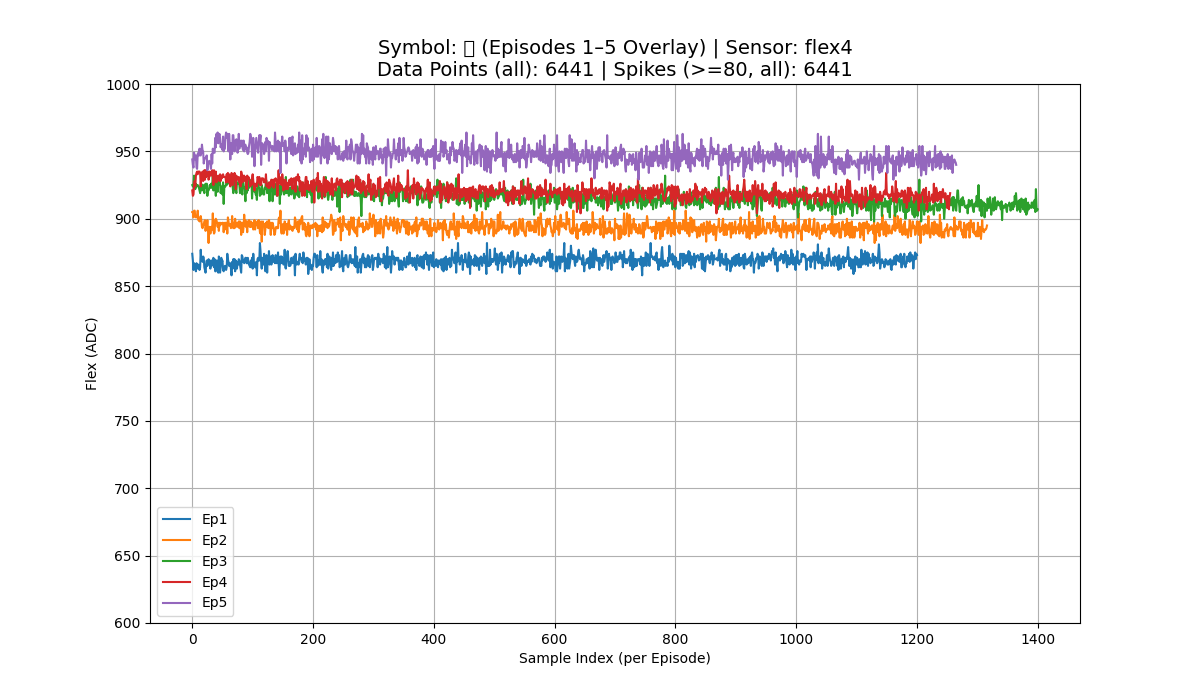 Symbol: (Episodes 1–5 Overlay) | Sensor: flex4
Data Points (all): 6441 | Spikes (>=80, all): 6441
1000
950
900
850
800
750
700
650
600
Flex (ADC)
Ep1
Ep2
Ep3
Ep4
Ep5
0
200
400
600
800
1000
1200
1400
Sample Index (per Episode)